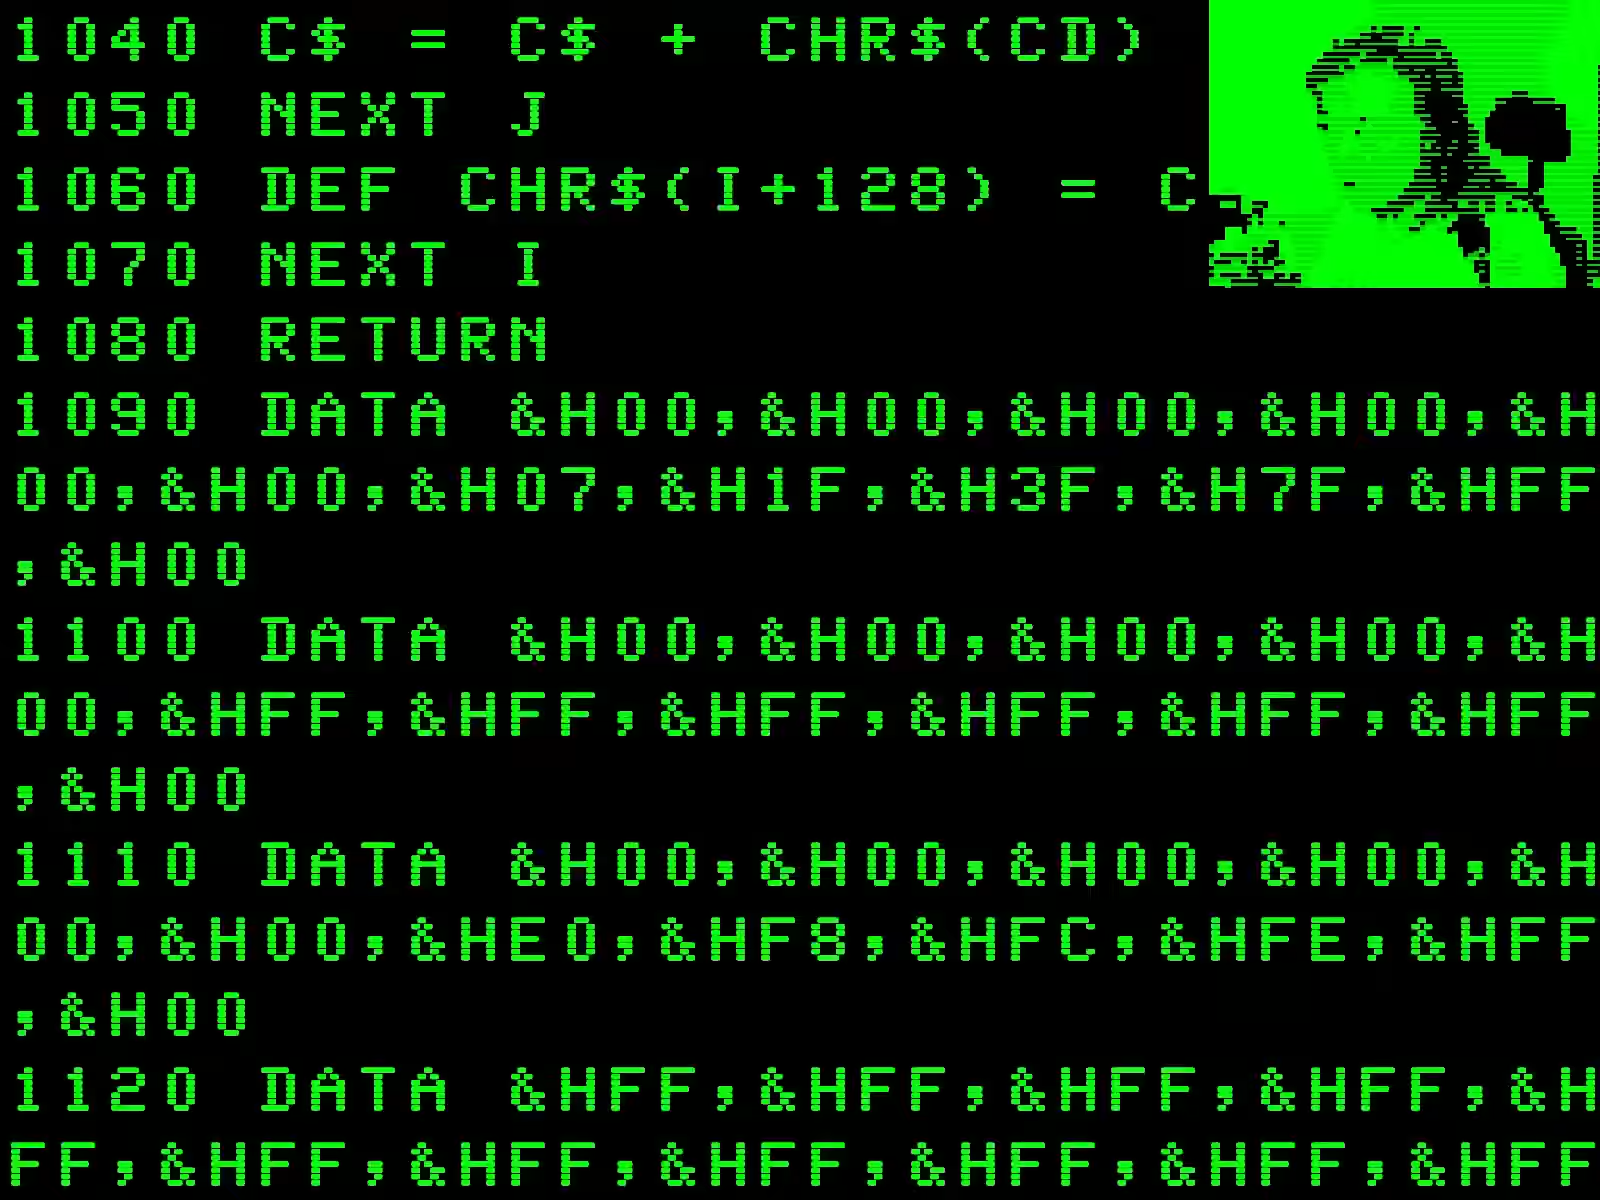 1040 C$ = C$ + CHR$(CD)
1050 NEXT J
1060 DEF CHR$(I+128) = C
1070 NEXT I
1080 RETURN
1090 DATA &H00,&H00,&H00,&H00,&H
00,&H00,&H07,&H1F,&H3F,&H7F,&HFF
,&H00
1100 DATA &H00,&H00,&H00,&H00,&H
00,&HFF,&HFF,&HFF,&HFF,&HFF,&HFF
,&H00
1110 DATA &H00,&H00,&H00,&H00,&H
00,&H00,&HE0,&HF8,&HFC,&HFE,&HFF
,&H00
1120 DATA &HFF,&HFF,&HFF,&HFF,&H
FF,&HFF,&HFF,&HFF,&HFF,&HFF,&HFF